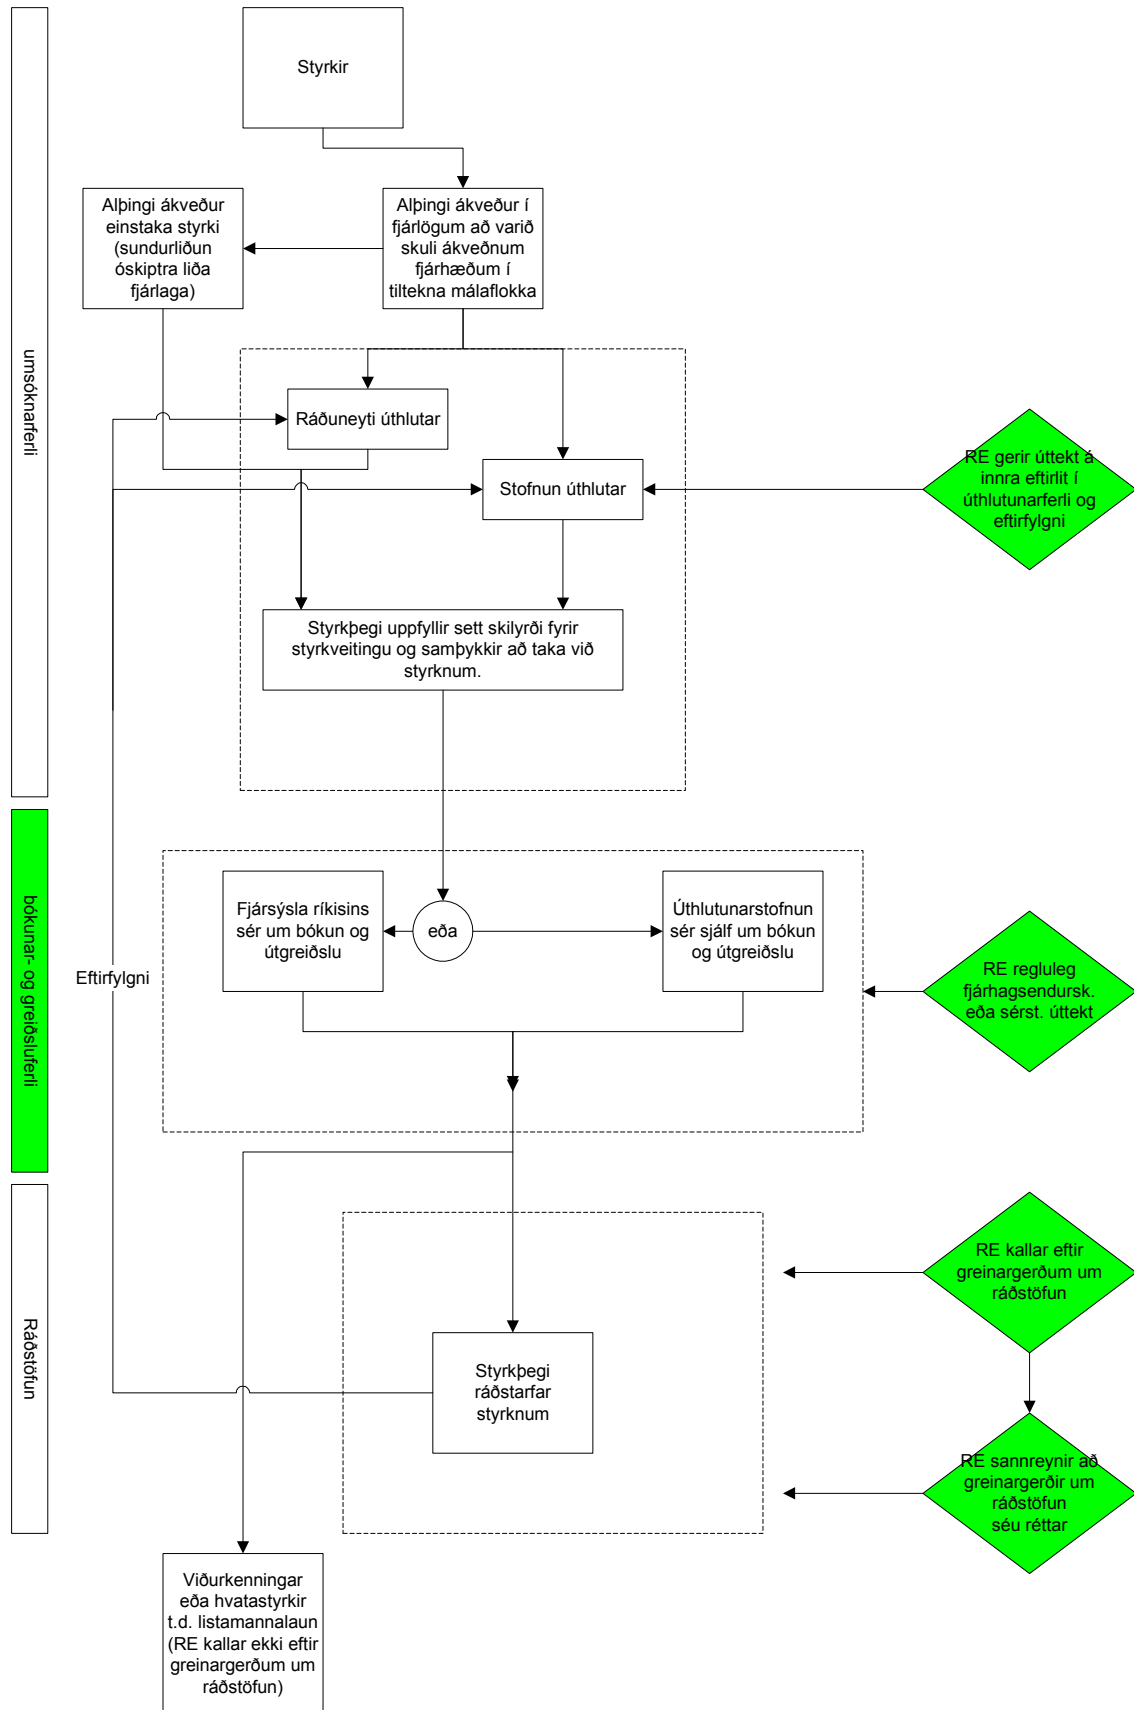 Styrkir
Alþingi ákveður
einstaka styrki
(sundurliðun
óskiptra liða
fjárlaga)
Alþingi ákveður í
fjárlögum að varið
skuli ákveðnum
fjárhæðum í
tiltekna málaflokka
umsóknarferli
Ráðuneyti úthlutar
Stofnun úthlutar
RE gerir úttekt á
innra eftirlit í
úthlutunarferli og
eftirfylgni
Styrkþegi uppfyllir sett skilyrði fyrir
styrkveitingu og samþykkir að taka við
styrknum.
bókunar- og greiðsluferli
Fjársýsla ríkisins
sér um bókun og
útgreiðslu
eða
Úthlutunarstofnun
sér sjálf um bókun
og útgreiðslu
Eftirfylgni
RE regluleg
fjárhagsendursk.
eða sérst. úttekt
Ráðstöfun
RE kallar eftir
greinargerðum um
ráðstöfun
Styrkþegi
ráðstarfar
styrknum
RE sannreynir að
greinargerðir um
ráðstöfun
séu réttar
Viðurkenningar
eða hvatastyrkir
t.d. listamannalaun
(RE kallar ekki eftir
greinargerðum um
ráðstöfun)